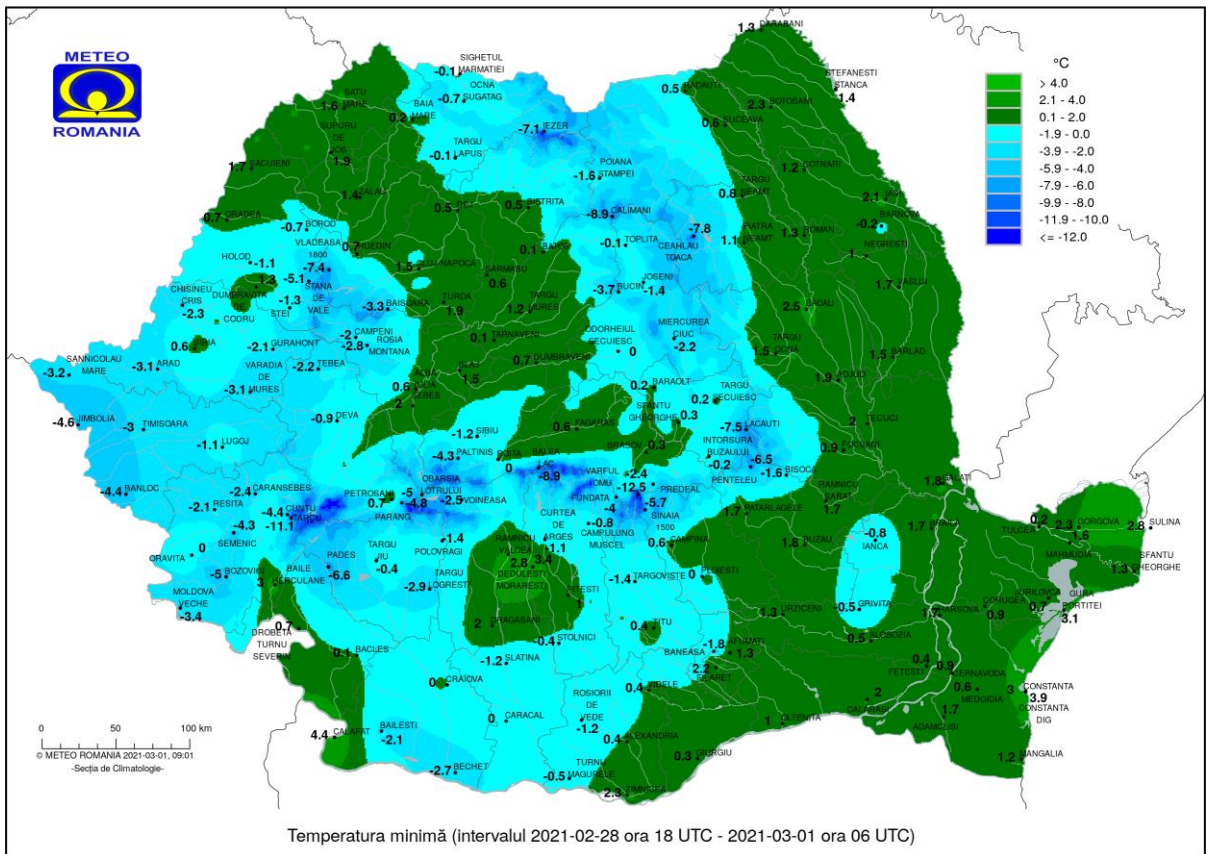 METEO
ROMANIA
°C
> 4.0
2.1 - 4.0
0.1 - 2.0
-1.9 - 0.0
-3.9 - -2.0
-5.9 - -4.0
-7.9 - -6.0
-9.9 - -8.0
-11.9 - -10.0
<= -12.0
1.3 DARABANI
STEFANESTI
STANCA
1.4
SIGHETUL
MARMATIEI
-0.1
OCNA
SUGATAG
-0.7
SATU
MARE
1.6
BAIA
MARE
0.2
0.5 RADAUTI
2.3 BOTOSANI
0.6 SUCEAVA
-7.1 IEZER
SUPURU
DE
JOS
1.9
TARGU
LAPUS
-0.1
POIANA
STAMPEI
-1.6
1.2 COTNARI
1.7 SACUIENI
1.4 ZALAU
0.5 DEJ
0.5 BISTRITA
-8.9 CALIMANI
TARGU
NEAMT
0.8
2.1 IASI
BARNOVA
-0.2
0.7 ORADEA
-0.7 BOROD
VLADEASA
1800
-7.4
0.7 HUEDIN
0.1 BATOS
-0.1 TOPLITA
-7.8
CEAHLAU
TOACA
PIATRA
NEAMT
1.1
1.3 ROMAN
NEGRESTI
1
HOLOD
-1.1
1.3
DUMBRAVITA
DE
CODRU
-5.1
STANA
DE
VALE
1.5 CLUJ-NAPOCA
SARMASU
0.6
JOSENI
-1.4
-3.7 BUCIN
1.7 VASLUI
CHISINEU
CRIS
-2.3
-1.3
STEI
-3.3 BAISOARA
TURDA
1.9
TARGU
MURES
1.2
2.5 BACAU
0.6 SIRIA
-2.1 GURAHONT
-2 CAMPENI
ROSIA
MONTANA
-2.8
0.1 TARNAVENI
ODORHEIUL
SECUIESC
0
MIERCUREA
CIUC
-2.2
TARGU
OCNA
1.5
1.5 BARLAD
SANNICOLAU
MARE
-3.2
-3.1 ARAD
VARADIA
DE
MURES
-3.1
-2.2 TEBEA
BLAJ
1.5
0.7 DUMBRAVENI
1.9 ADJUD
ALBA
IULIA
0.6
SEBES
2
0.2 BARAOLT
TARGU
SECUIESC
0.2
-4.6 JIMBOLIA
-3 TIMISOARA
-0.9 DEVA
-1.2 SIBIU
0.6 FAGARAS
SFANTU
GHEORGHE
0.3
-7.5 LACAUTI
2 TECUCI
-1.1 LUGOJ
-4.3 PALTINIS
BOITA
0
BALEA
LAC
-8.9
BRASOV 0.3
INTORSURA
BUZAULUI
-0.2
-6.5
PENTELEU
-1.6 BISOCA
0.9 FOCSANI
-4.4 BANLOC
-2.4 CARANSEBES
PETROSANI
0.7
OBARSIA
LOTRULUI
-5
-4.8
PARANG
-2.5 VOINEASA
VARFUL
OMU
-12.5
-2.4
PREDEAL
FUNDATA
-4
-5.7
SINAIA
1500
RAMNICU
SARAT
1.7
1.8 GALATI
-2.1 RESITA
CUNTU
-4.4
TARCU
-11.1
-4.3
SEMENIC
CURTEA
DE
ARGES
1.1
-0.8
CAMPULUNG
MUSCEL
1.7 PATARLAGELE
1.7 BRAILA
TULCEA 0.2
2.3 GORGOVA
2.8 SULINA
1.6
MAHMUDIA
ORAVITA
0
-1.4
POLOVRAGI
RAMNICU
VALCEA
2.8
3.4
DEDULESTI
MORARESTI
0.6 CAMPINA
1.8 BUZAU
-0.8
IANCA
SFANTU
GHEORGHE
1.3
-5 BOZOVICI
BAILE
HERCULANE
3
PADES
-6.6
TARGU
JIU
-0.4
TARGU
LOGRESTI
-2.9
PITESTI
1
-1.4 TARGOVISTE
PLOIESTI
0
MOLDOVA
VECHE
-3.4
0.7
DROBETA
TURNU
SEVERIN
2 DRAGASANI
-0.4 STOLNICI
0.4 TITU
1.3 URZICENI
-0.5 GRIVITA
1.7 HARSOVA
CORUGEA
0.9
JURILOVCA
0.7
GURA
PORTITEI
3.1
0.1 BACLES
-1.2 SLATINA
BANEASA
-1.8
AFUMATI
1.3
2.2
FILARET
0.5 SLOBOZIA
0.4
FETESTI
0.9
CERNAVODA
0.6
MEDGIDIA
0 CRAIOVA
ROSIORII
DE
VEDE
-1.2
0.4 VIDELE
2
CALARASI
1.7
ADAMCLISI
3
CONSTANTA
3.9
CONSTANTA
DIG
0
CARACAL
1 OLTENITA
4.4 CALAFAT
BAILESTI
-2.1
0.4 ALEXANDRIA
0.3 GIURGIU
1.2 MANGALIA
-2.7 BECHET
TURNU
MAGURELE
-0.5
2.3 ZIMNICEA
0 50 100 km
© METEO ROMANIA 2021-03-01, 09:01
-Secția de Climatologie-
Temperatura minimă (intervalul 2021-02-28 ora 18 UTC - 2021-03-01 ora 06 UTC)